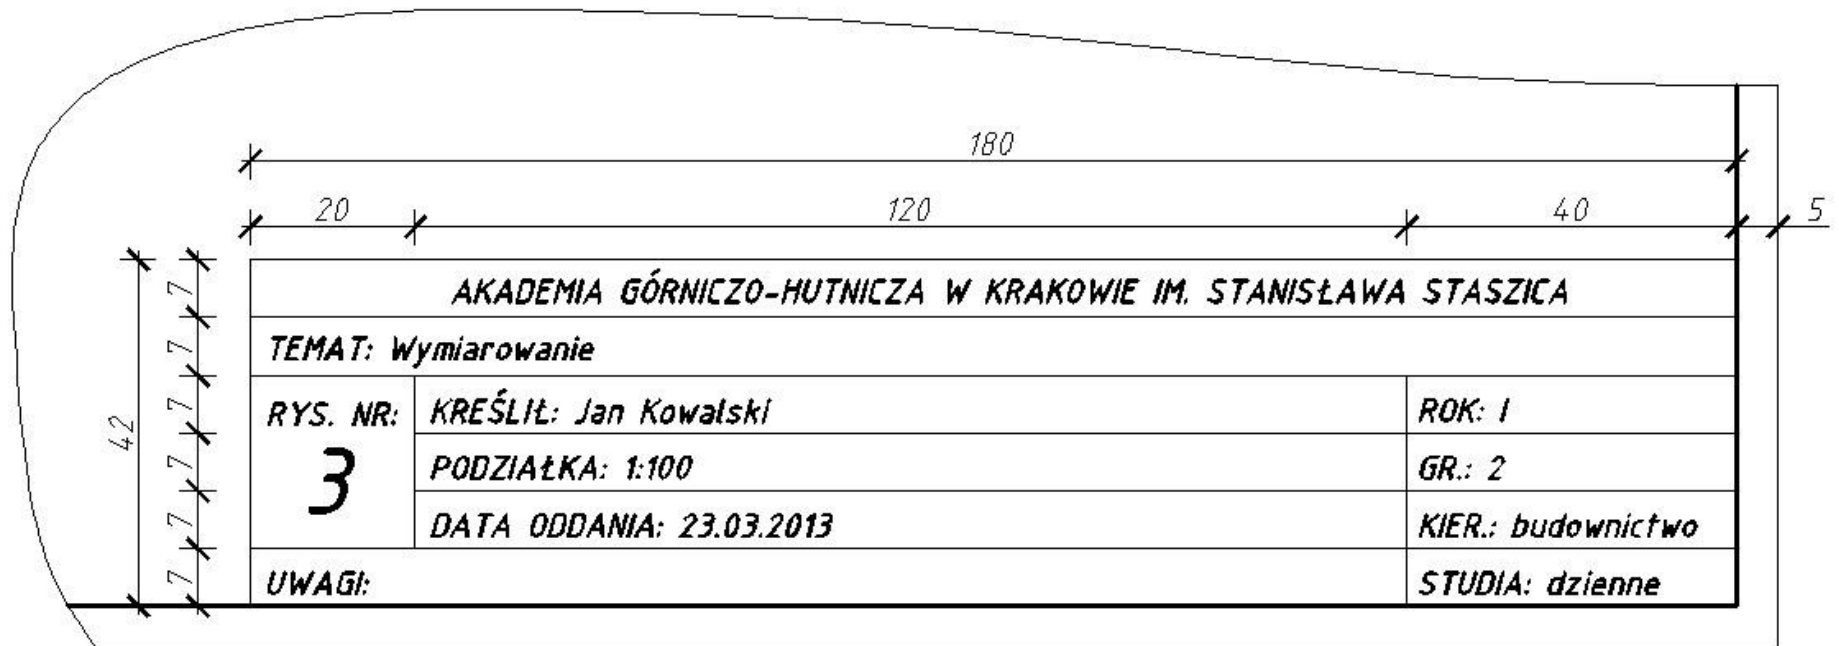 180
20 120 40 5
42
7
7
7
7
7
7
AKADEMIA GÓRNICZO-HUTNICZA W KRAKOWIE IM. STANISŁAWA STASZICA
TEMAT: Wymiarowanie
RYS. NR:
3
KREŚLIŁ: Jan Kowalski
ROK: I
PODZIAŁKA: 1:100
GR.: 2
DATA ODDANIA: 23.03.2013
KIER.: budownictwo
UWAGI:
STUDIA: dzienne